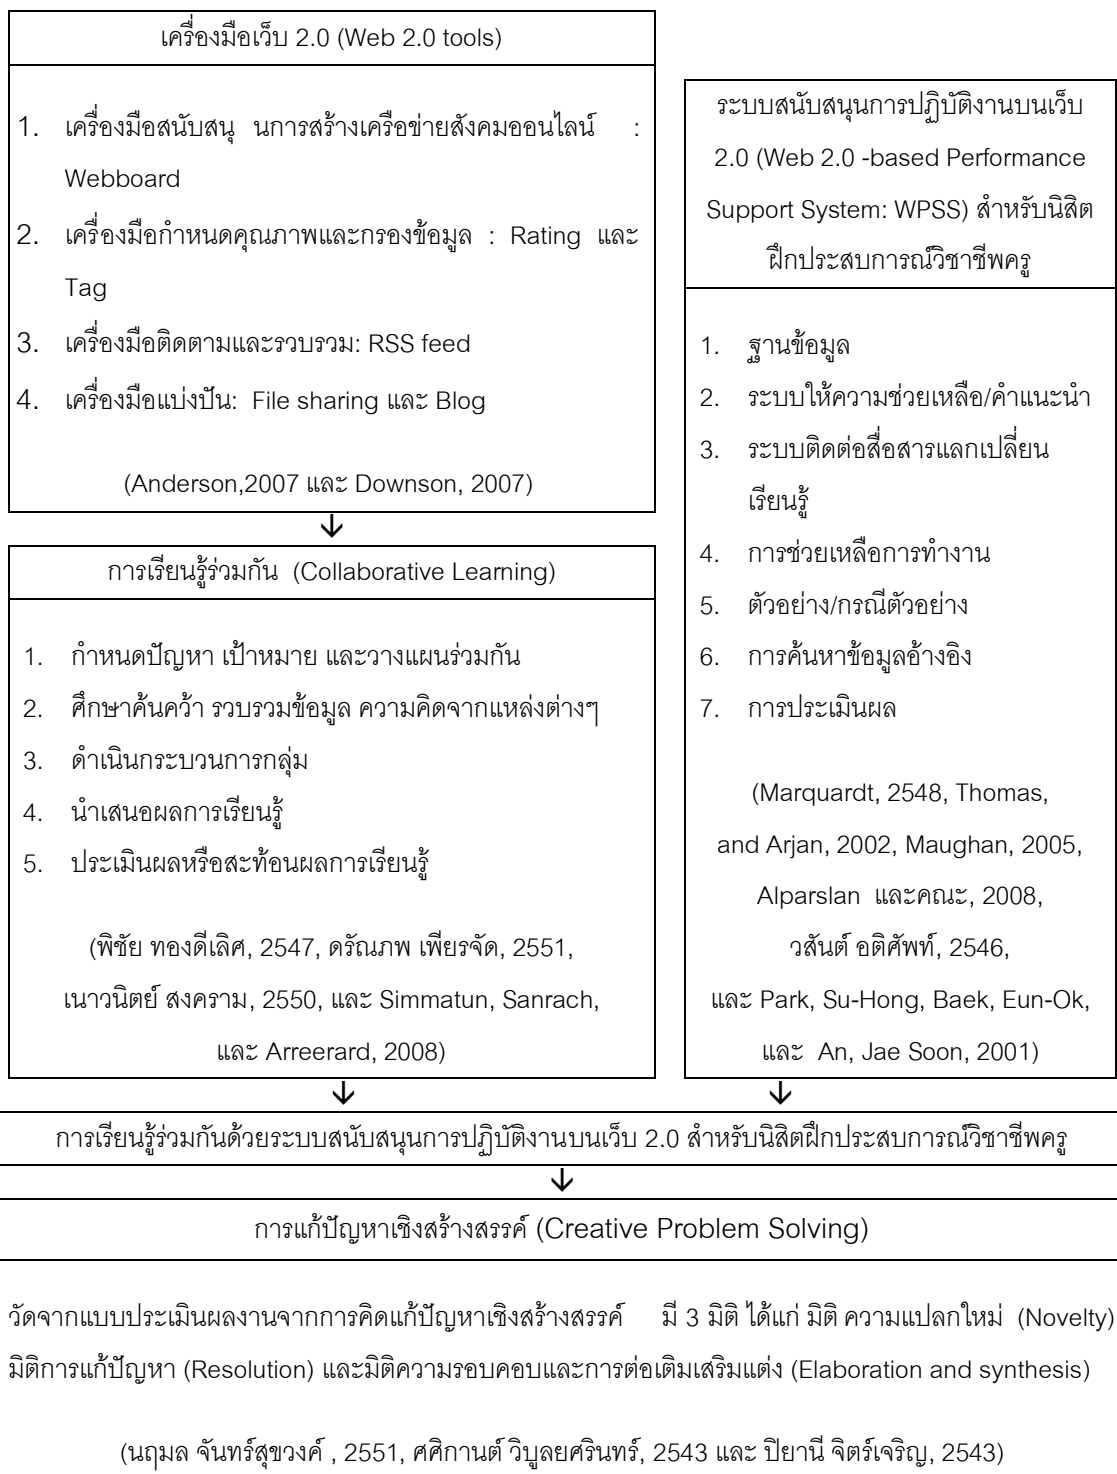 เครื่องมือเว็บ 2.0 (Web 2.0 tools)
1. เครื่องมือสนับสนุ นการสร้างเครือข่ายสังคมออนไลน์ :
Webboard
2. เครื่องมือกำหนดคุณภาพและกรองข้อมูล : Rating และ
Tag
3. เครื่องมือติดตามและรวบรวม: RSS feed
4. เครื่องมือแบ่งปัน: File sharing และ Blog
(Anderson,2007 และ Downson, 2007)
การเรียนรู้ร่วมกัน (Collaborative Learning)
1. กำหนดปัญหา เป้าหมาย และวางแผนร่วมกัน
2. ศึกษาค้นคว้า รวบรวมข้อมูล ความคิดจากแหล่งต่างๆ
3. ดำเนินกระบวนการกลุ่ม
4. นำเสนอผลการเรียนรู้
5. ประเมินผลหรือสะท้อนผลการเรียนรู้
(พิชัย ทองดีเลิศ, 2547, ดรัณภพ เพียรจัด, 2551,
เนาวนิตย์ สงคราม, 2550, และ Simmatun, Sanrach,
และ Arreerard, 2008)
ระบบสนับสนุนการปฏิบัติงานบนเว็บ
2.0 (Web 2.0 -based Performance
Support System: WPSS) สำหรับนิสิต
ฝึกประสบการณ์วิชาชีพครู
1. ฐานข้อมูล
2. ระบบให้ความช่วยเหลือ/คำแนะนำ
3. ระบบติดต่อสื่อสารแลกเปลี่ยน
เรียนรู้
4. การช่วยเหลือการทำงาน
5. ตัวอย่าง/กรณีตัวอย่าง
6. การค้นหาข้อมูลอ้างอิง
7. การประเมินผล
(Marquardt, 2548, Thomas,
and Arjan, 2002, Maughan, 2005,
Alparslan และคณะ, 2008,
วสันต์ อติศัพท์, 2546,
และ Park, Su-Hong, Baek, Eun-Ok,
และ An, Jae Soon, 2001)
การเรียนรู้ร่วมกันด้วยระบบสนับสนุนการปฏิบัติงานบนเว็บ 2.0 สำหรับนิสิตฝึกประสบการณ์วิชาชีพครู
การแก้ปัญหาเชิงสร้างสรรค์ (Creative Problem Solving)
วัดจากแบบประเมินผลงานจากการคิดแก้ปัญหาเชิงสร้างสรรค์ มี 3 มิติ ได้แก่ มิติ ความแปลกใหม่ (Novelty)
มิติการแก้ปัญหา (Resolution) และมิติความรอบคอบและการต่อเติมเสริมแต่ง (Elaboration and synthesis)
(นฤมล จันทร์สุขวงค์ , 2551, ศศิกานต์ วิบูลยศรินทร์, 2543 และ ปิยานี จิตร์เจริญ, 2543)